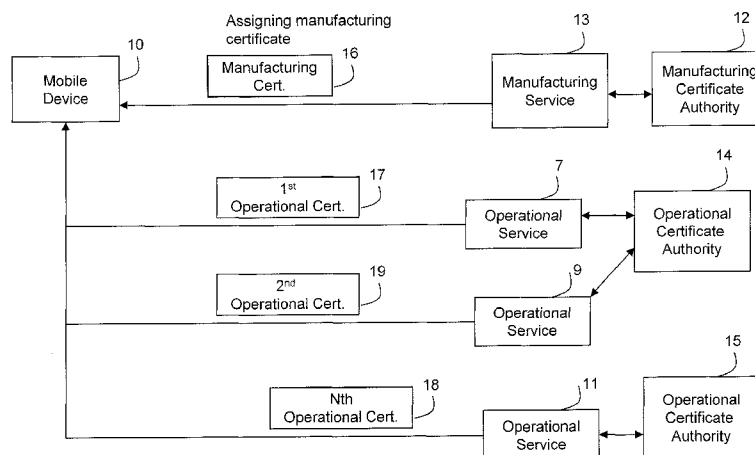 Assigning manufacturing
certificate
10
16
13
12
Mobile
Device
Manufacturing
Cert.
Manufacturing
Service
Manufacturing
Certificate
Authority
17
7
14
1st
Operational Cert.
Operational
Service
Operational
Certificate
Authority
19
9
2nd
Operational Cert.
Operational
Service
18
11
15
Nth
Operational Cert.
Operational
Service
Operational
Certificate
Authority